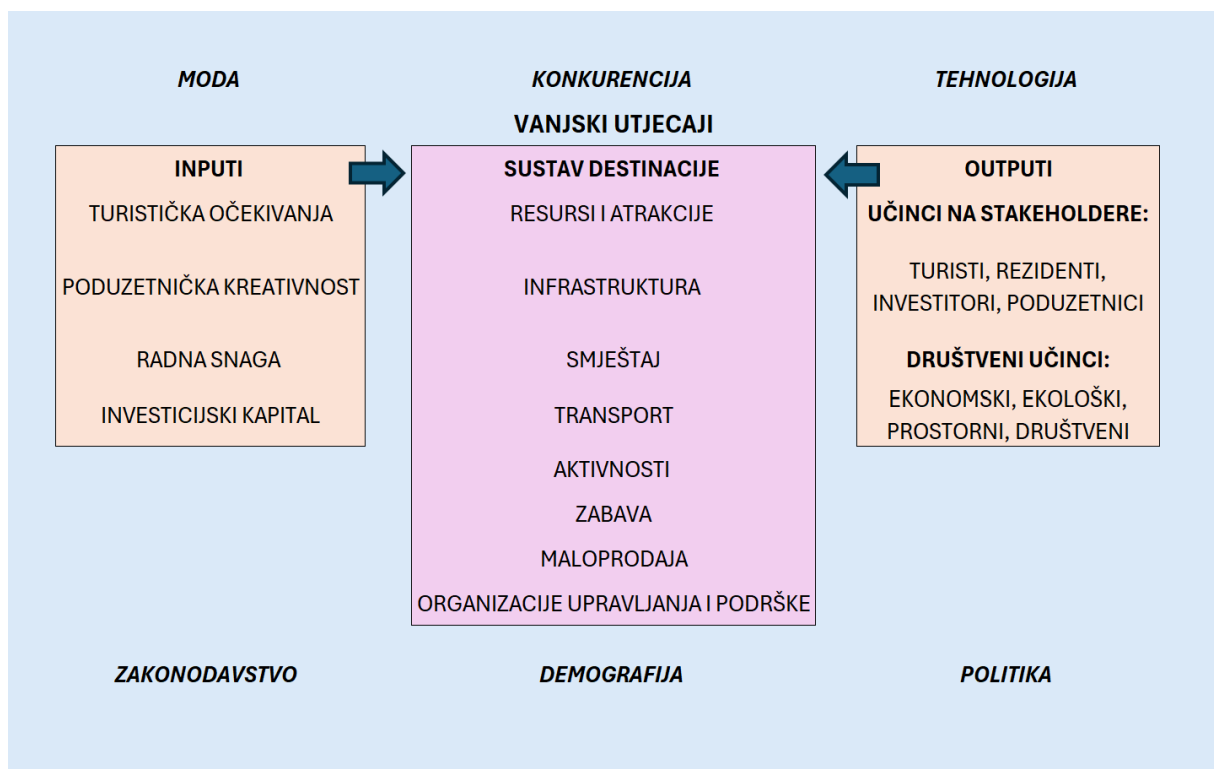 MODA
KONKURENCIJA
TEHNOLOGIJA
VANJSKI UTJECAJI
INPUTI
TURISTIČKA OČEKIVANJA
PODUZETNIČKA KREATIVNOST
RADNA SNAGA
INVESTICIJSKI KAPITAL
SUSTAV DESTINACIJE
RESURSI I ATRAKCIJE
INFRASTRUKTURA
SMJEŠTAJ
TRANSPORT
AKTIVNOSTI
ZABAVA
MALOPRODAJA
ORGANIZACIJE UPRAVLJANJA I PODRŠKE
OUTPUTI
UČINCI NA STAKEHOLDERE:
TURISTI, REZIDENTI,
INVESTITORI, PODUZETNICI
DRUŠTVENI UČINCI:
EKONOMSKI, EKOLOŠKI,
PROSTORNI, DRUŠTVENI
ZAKONODAVSTVO
DEMOGRAFIJA
POLITIKA